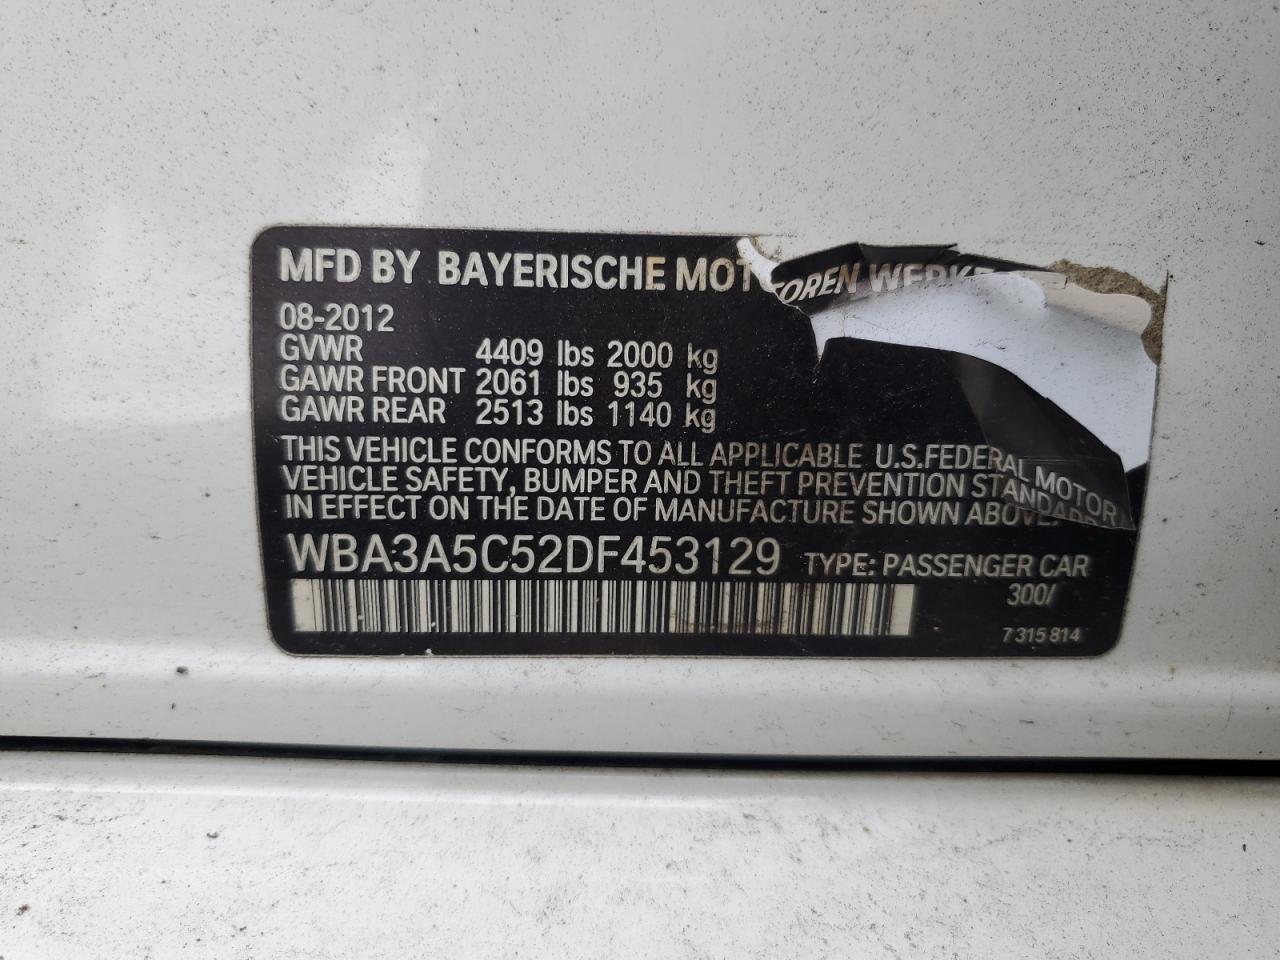 MFD BY BAYERISCHE MOTOREN WERKE
08-2012
GVWR 4409 lbs 2000 kg
GAWR FRONT 2061 lbs 935 kg
GAWR REAR 2513 lbs 1140 kg
THIS VEHICLE CONFORMS TO ALL APPLICABLE U.S.FEDERAL MOTOR
VEHICLE SAFETY, BUMPER AND THEFT PREVENTION STANDARDS
IN EFFECT ON THE DATE OF MANUFACTURE SHOWN ABOVE.
WBA3A5C52DF453129 TYPE: PASSENGER CAR
300/
7 315 814